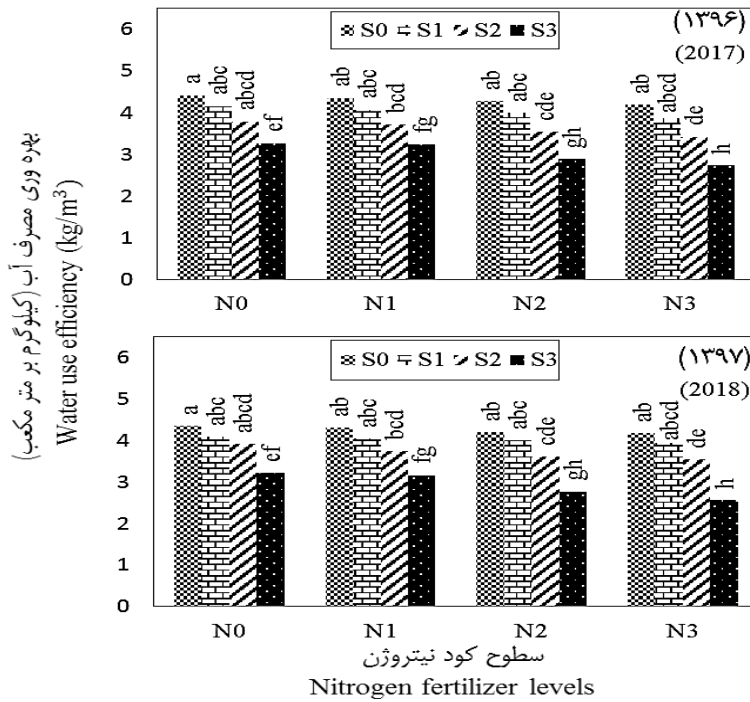 بهره وری مصرف آب (کیلوگرم بر متر مکعب)
Water use efficiency (kg/m³)
S0 S1 S2 S3
(۱۳۹۶)
(2017)
6
5
4
3
2
1
0
a abc abcd ef
ab abc bcd fg
ab abc cde gh
ab abcd de h
N0 N1 N2 N3
S0 S1 S2 S3
(۱۳۹۷)
(2018)
6
5
4
3
2
1
0
a abc abcd ef
ab abc bcd fg
ab abc cde gh
ab abcd de h
N0 N1 N2 N3
سطوح کود نیتروژن
Nitrogen fertilizer levels